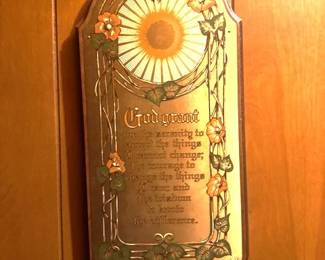 God grant
me the serenity to
accept the things
I cannot change;
the courage to
change the things
I can; and
the wisdom
to know
the difference.